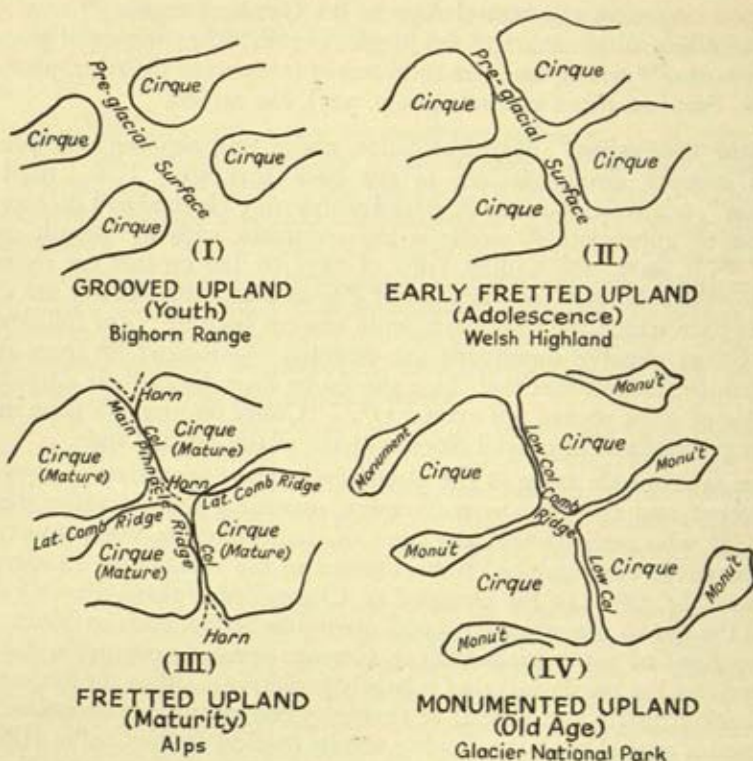 Pre-glacial
Surface
Cirque
Cirque
Cirque
Cirque
(I)
GROOVED UPLAND
(Youth)
Bighorn Range
Pre-glacial
Surface
Cirque
Cirque
Cirque
Cirque
(II)
EARLY FRETTED UPLAND
(Adolescence)
Welsh Highland
Horn
Col
Main Pinnacle
Ridge
Cirque
(Mature)
Cirque
(Mature)
Horn
Lat. Comb Ridge
Lat. Comb Ridge
Cirque
(Mature)
Cirque
(Mature)
Col
Horn
(III)
FRETTED UPLAND
(Maturity)
Alps
Monu't
Monument
Cirque
Low Col
Cirque
Monu't
Comb
Ridge
Monu't
Cirque
Low Col
Cirque
Monu't
Monu't
(IV)
MONUMENTED UPLAND
(Old Age)
Glacier National Park